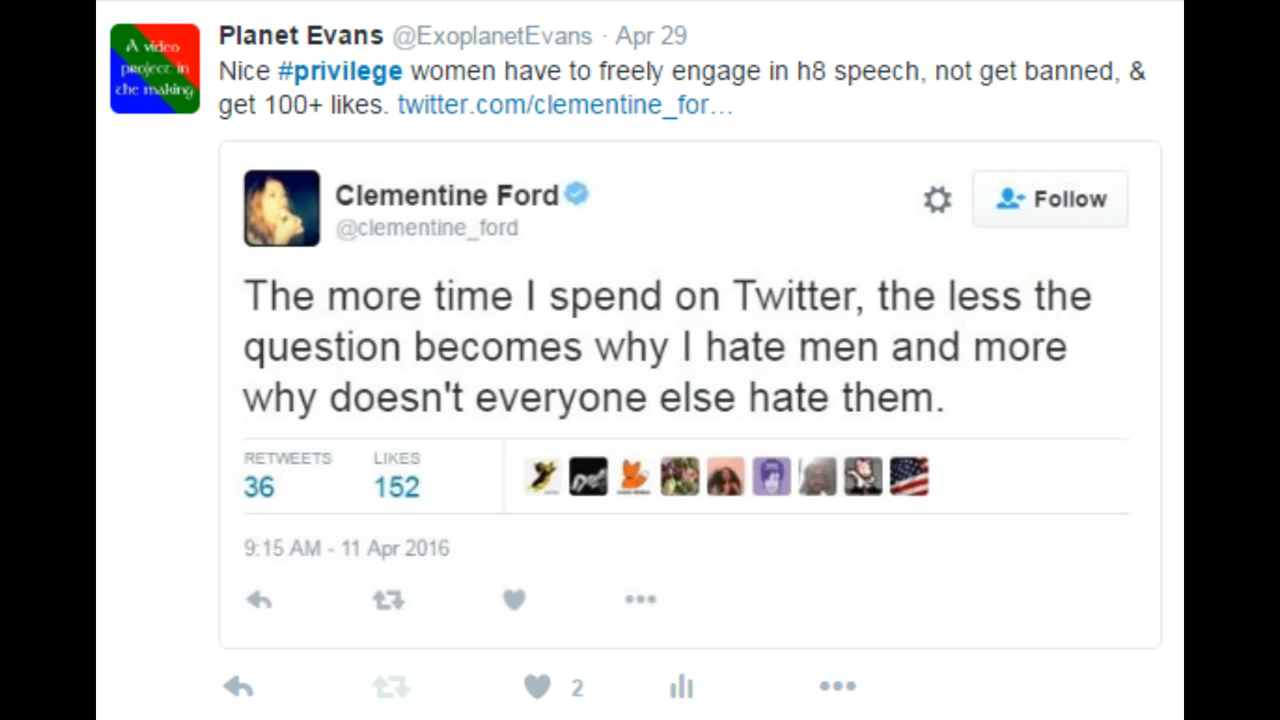 A video
project in
the making
Planet Evans @ExoplanetEvans · Apr 29
Nice #privilege women have to freely engage in h8 speech, not get banned, &
get 100+ likes. twitter.com/clementine_for…
Clementine Ford
@clementine_ford
Follow
The more time I spend on Twitter, the less the
question becomes why I hate men and more
why doesn't everyone else hate them.
RETWEETS LIKES
36 152
9:15 AM - 11 Apr 2016
2